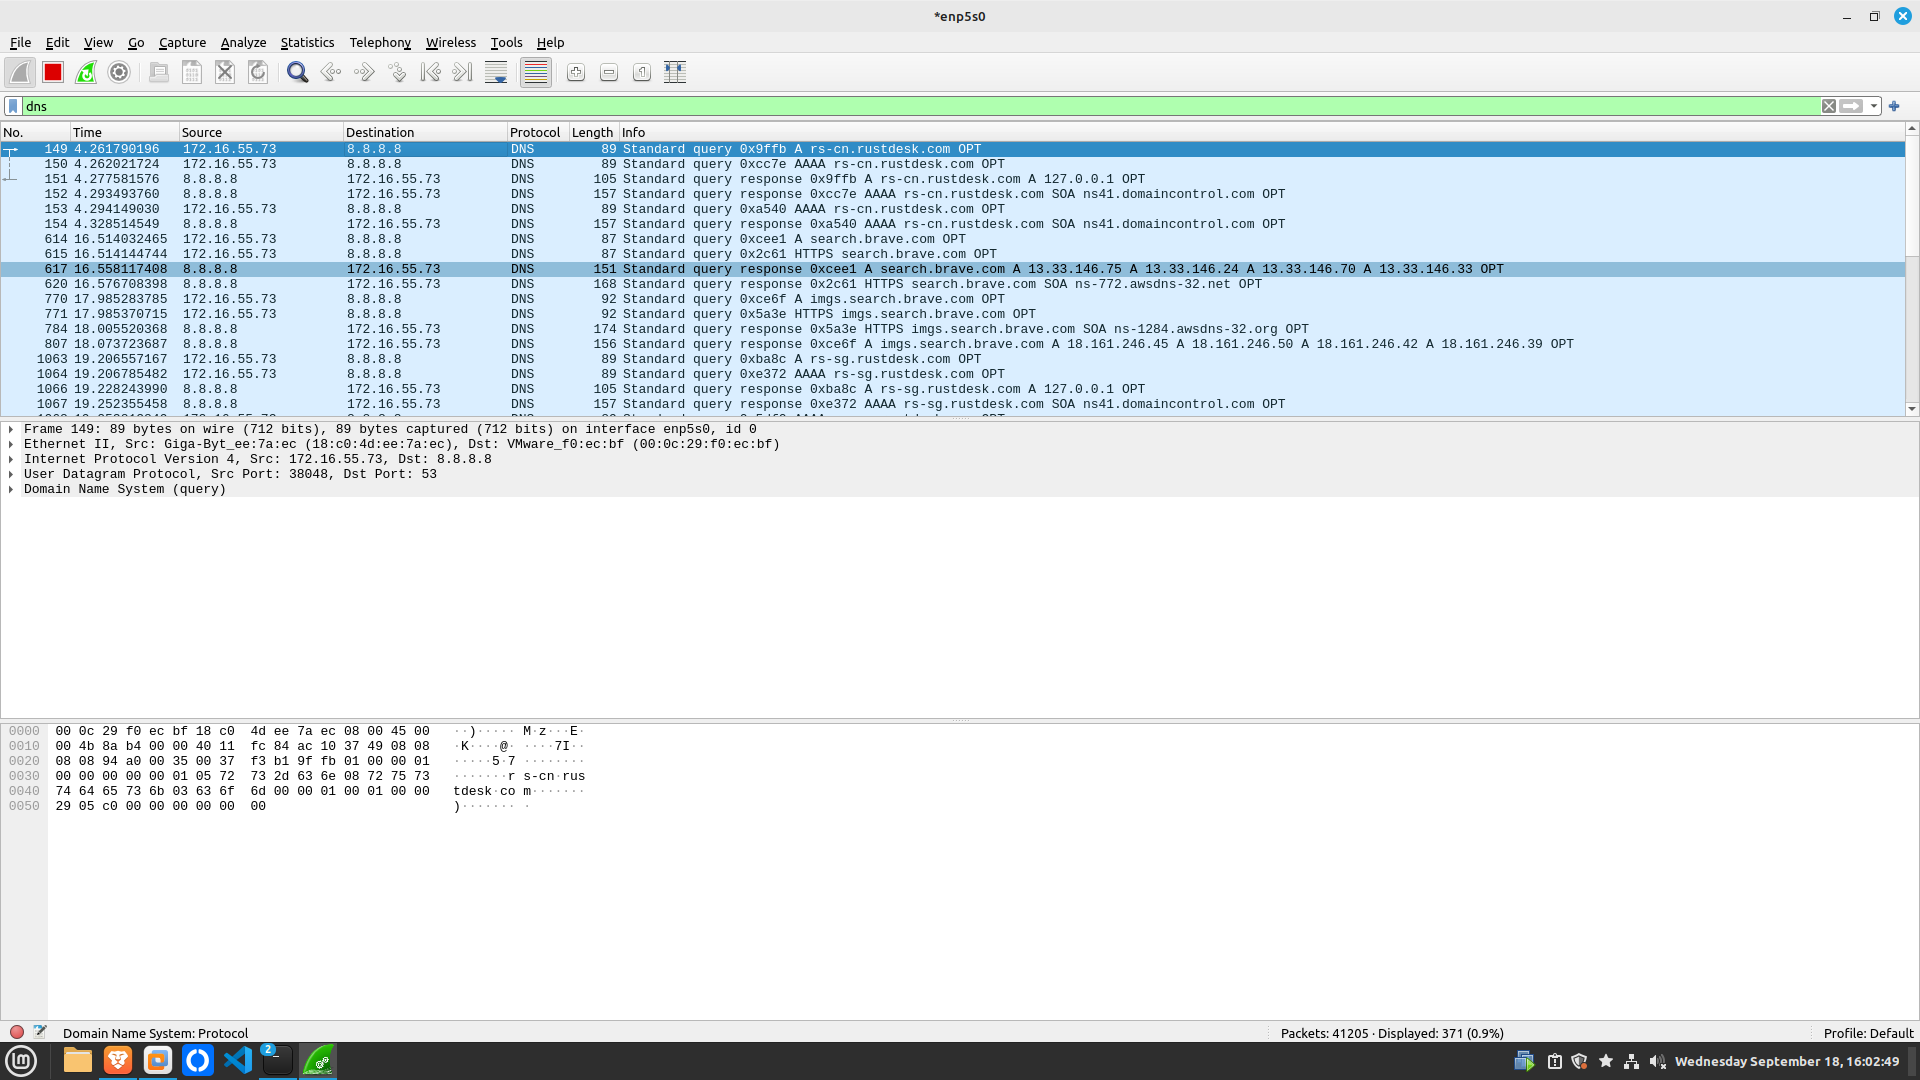 *enp5s0
File Edit View Go Capture Analyze Statistics Telephony Wireless Tools Help
dns
No. Time Source Destination Protocol Length Info
149 4.261790196 172.16.55.73 8.8.8.8 DNS 89 Standard query 0x9ffb A rs-cn.rustdesk.com OPT
150 4.262021724 172.16.55.73 8.8.8.8 DNS 89 Standard query 0xcc7e AAAA rs-cn.rustdesk.com OPT
151 4.277581576 8.8.8.8 172.16.55.73 DNS 105 Standard query response 0x9ffb A rs-cn.rustdesk.com A 127.0.0.1 OPT
152 4.293493760 8.8.8.8 172.16.55.73 DNS 157 Standard query response 0xcc7e AAAA rs-cn.rustdesk.com SOA ns41.domaincontrol.com OPT
153 4.294149030 172.16.55.73 8.8.8.8 DNS 89 Standard query 0xa540 AAAA rs-cn.rustdesk.com OPT
154 4.328514549 8.8.8.8 172.16.55.73 DNS 157 Standard query response 0xa540 AAAA rs-cn.rustdesk.com SOA ns41.domaincontrol.com OPT
614 16.514032465 172.16.55.73 8.8.8.8 DNS 87 Standard query 0xcee1 A search.brave.com OPT
615 16.514144744 172.16.55.73 8.8.8.8 DNS 87 Standard query 0x2c61 HTTPS search.brave.com OPT
617 16.558117408 8.8.8.8 172.16.55.73 DNS 151 Standard query response 0xcee1 A search.brave.com A 13.33.146.75 A 13.33.146.24 A 13.33.146.70 A 13.33.146.33 OPT
620 16.576708398 8.8.8.8 172.16.55.73 DNS 168 Standard query response 0x2c61 HTTPS search.brave.com SOA ns-772.awsdns-32.net OPT
770 17.985283785 172.16.55.73 8.8.8.8 DNS 92 Standard query 0xce6f A imgs.search.brave.com OPT
771 17.985370715 172.16.55.73 8.8.8.8 DNS 92 Standard query 0x5a3e HTTPS imgs.search.brave.com OPT
784 18.005520368 8.8.8.8 172.16.55.73 DNS 174 Standard query response 0x5a3e HTTPS imgs.search.brave.com SOA ns-1284.awsdns-32.org OPT
807 18.073723687 8.8.8.8 172.16.55.73 DNS 156 Standard query response 0xce6f A imgs.search.brave.com A 18.161.246.45 A 18.161.246.50 A 18.161.246.42 A 18.161.246.39 OPT
1063 19.206557167 172.16.55.73 8.8.8.8 DNS 89 Standard query 0xba8c A rs-sg.rustdesk.com OPT
1064 19.206785482 172.16.55.73 8.8.8.8 DNS 89 Standard query 0xe372 AAAA rs-sg.rustdesk.com OPT
1066 19.228243990 8.8.8.8 172.16.55.73 DNS 105 Standard query response 0xba8c A rs-sg.rustdesk.com A 127.0.0.1 OPT
1067 19.252355458 8.8.8.8 172.16.55.73 DNS 157 Standard query response 0xe372 AAAA rs-sg.rustdesk.com SOA ns41.domaincontrol.com OPT
Frame 149: 89 bytes on wire (712 bits), 89 bytes captured (712 bits) on interface enp5s0, id 0
Ethernet II, Src: Giga-Byt_ee:7a:ec (18:c0:4d:ee:7a:ec), Dst: VMware_f0:ec:bf (00:0c:29:f0:ec:bf)
Internet Protocol Version 4, Src: 172.16.55.73, Dst: 8.8.8.8
User Datagram Protocol, Src Port: 38048, Dst Port: 53
Domain Name System (query)
0000 00 0c 29 f0 ec bf 18 c0 4d ee 7a ec 08 00 45 00 ··)····· M·z···E·
0010 00 4b 8a b4 00 00 40 11 fc 84 ac 10 37 49 08 08 ·K····@· ····7I··
0020 08 08 94 a0 00 35 00 37 f3 b1 9f fb 01 00 00 01 ·····5·7 ········
0030 00 00 00 00 00 01 05 72 73 2d 63 6e 08 72 75 73 ·······r s-cn·rus
0040 74 64 65 73 6b 03 63 6f 6d 00 00 01 00 01 00 00 tdesk·co m·······
0050 29 05 c0 00 00 00 00 00 00 )······· ·
Domain Name System: Protocol Packets: 41205 · Displayed: 371 (0.9%) Profile: Default
2 Wednesday September 18, 16:02:49